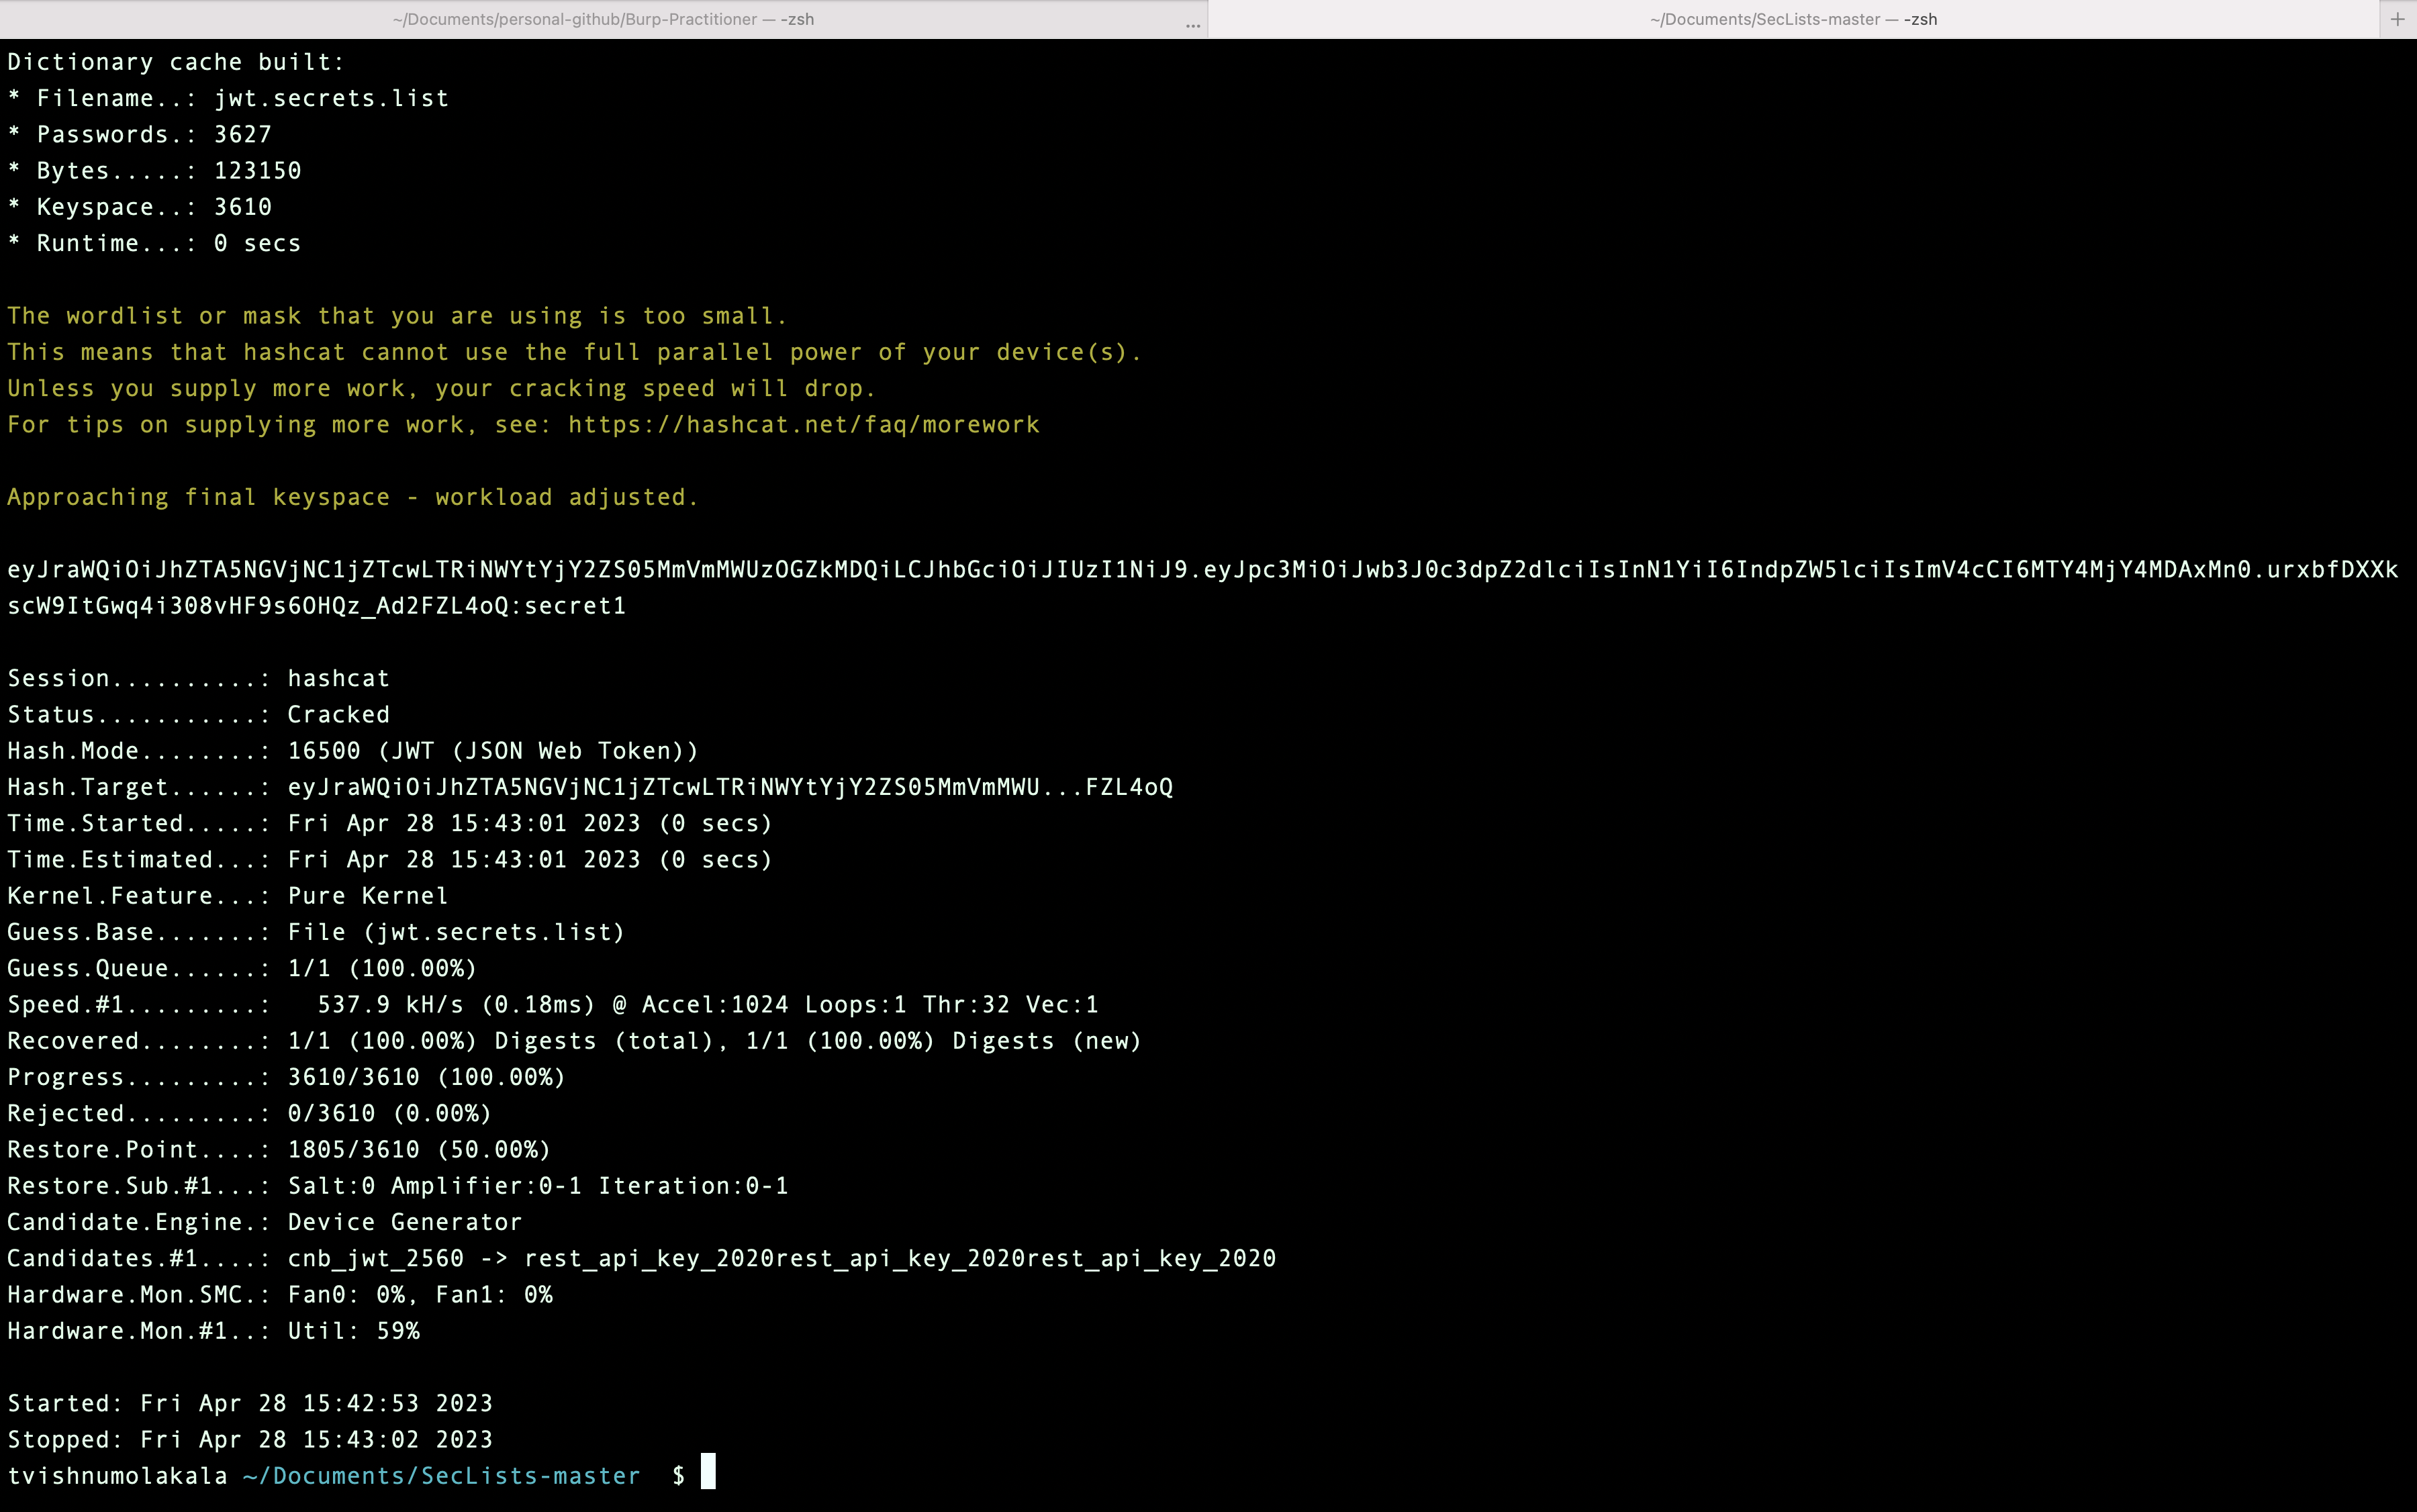 ~/Documents/personal-github/Burp-Practitioner — -zsh
...
~/Documents/SecLists-master — -zsh
+
Dictionary cache built:
* Filename..: jwt.secrets.list
* Passwords.: 3627
* Bytes.....: 123150
* Keyspace..: 3610
* Runtime...: 0 secs
The wordlist or mask that you are using is too small.
This means that hashcat cannot use the full parallel power of your device(s).
Unless you supply more work, your cracking speed will drop.
For tips on supplying more work, see: https://hashcat.net/faq/morework
Approaching final keyspace - workload adjusted.
eyJraWQiOiJhZTA5NGVjNC1jZTcwLTRiNWYtYjY2ZS05MmVmMWUzOGZkMDQiLCJhbGciOiJIUzI1NiJ9.eyJpc3MiOiJwb3J0c3dpZ2dlciIsInN1YiI6IndpZW5lciIsImV4cCI6MTY4MjY4MDAxMn0.urxbfDXXk
scW9ItGwq4i308vHF9s6OHQz_Ad2FZL4oQ:secret1
Session..........: hashcat
Status...........: Cracked
Hash.Mode........: 16500 (JWT (JSON Web Token))
Hash.Target......: eyJraWQiOiJhZTA5NGVjNC1jZTcwLTRiNWYtYjY2ZS05MmVmMWU...FZL4oQ
Time.Started.....: Fri Apr 28 15:43:01 2023 (0 secs)
Time.Estimated...: Fri Apr 28 15:43:01 2023 (0 secs)
Kernel.Feature...: Pure Kernel
Guess.Base.......: File (jwt.secrets.list)
Guess.Queue......: 1/1 (100.00%)
Speed.#1.........:   537.9 kH/s (0.18ms) @ Accel:1024 Loops:1 Thr:32 Vec:1
Recovered........: 1/1 (100.00%) Digests (total), 1/1 (100.00%) Digests (new)
Progress.........: 3610/3610 (100.00%)
Rejected.........: 0/3610 (0.00%)
Restore.Point....: 1805/3610 (50.00%)
Restore.Sub.#1...: Salt:0 Amplifier:0-1 Iteration:0-1
Candidate.Engine.: Device Generator
Candidates.#1....: cnb_jwt_2560 -> rest_api_key_2020rest_api_key_2020rest_api_key_2020
Hardware.Mon.SMC.: Fan0: 0%, Fan1: 0%
Hardware.Mon.#1..: Util: 59%
Started: Fri Apr 28 15:42:53 2023
Stopped: Fri Apr 28 15:43:02 2023
tvishnumolakala ~/Documents/SecLists-master  $